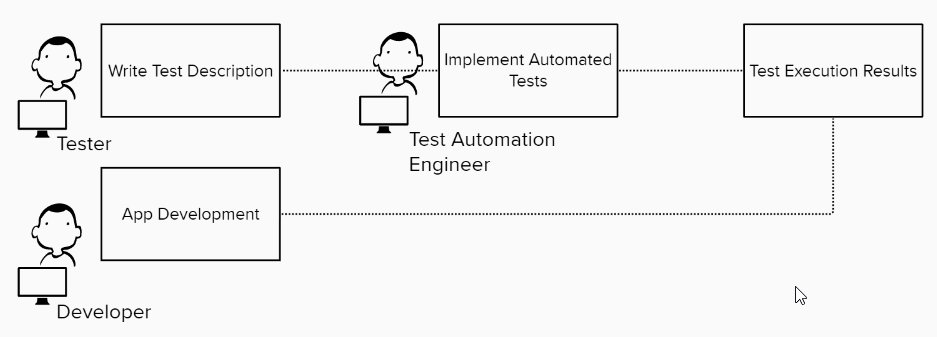 Write Test Description
Implement Automated
Tests
Test Execution Results
Tester
Test Automation
Engineer
App Development
Developer